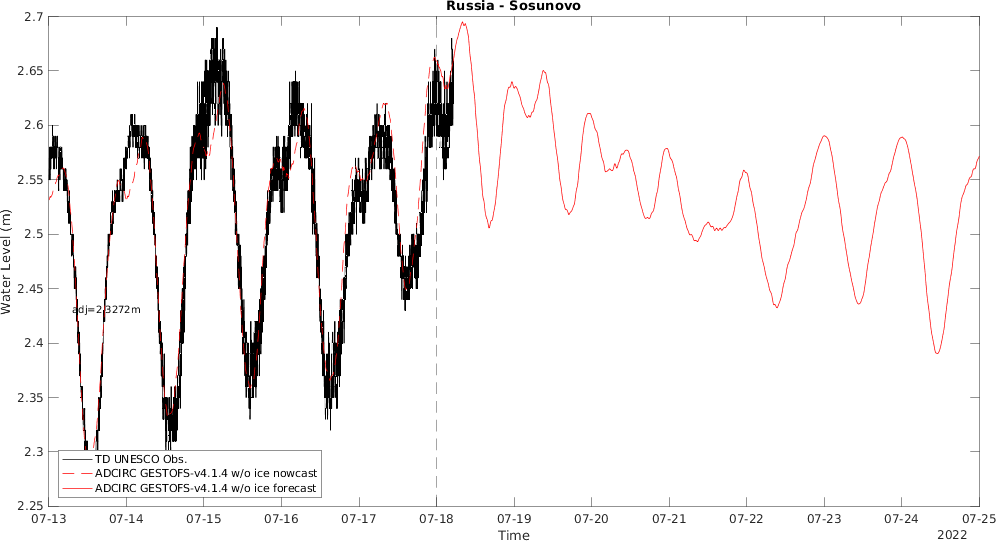 Russia - Sosunovo
2.7
2.65
2.6
2.55
2.5
2.45
2.4
2.35
2.3
2.25
Water Level (m)
adj=2.3272m
TD UNESCO Obs.
ADCIRC GESTOFS-v4.1.4 w/o ice nowcast
ADCIRC GESTOFS-v4.1.4 w/o ice forecast
07-13 07-14 07-15 07-16 07-17 07-18 07-19 07-20 07-21 07-22 07-23 07-24 07-25
Time
2022